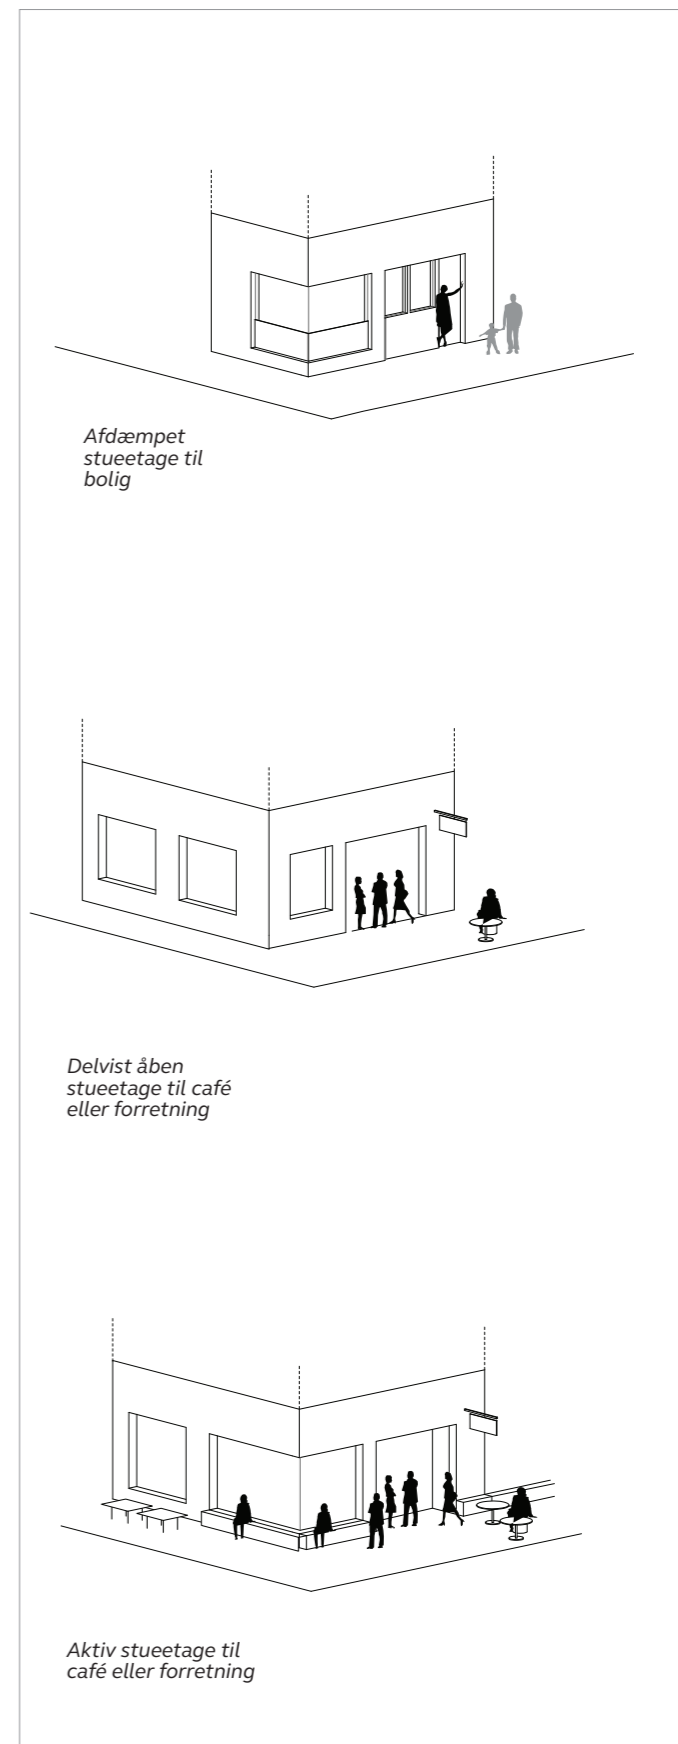 Afdæmpet
stueetage til
bolig
Delvist åben
stueetage til café
eller forretning
Aktiv stueetage til
café eller forretning